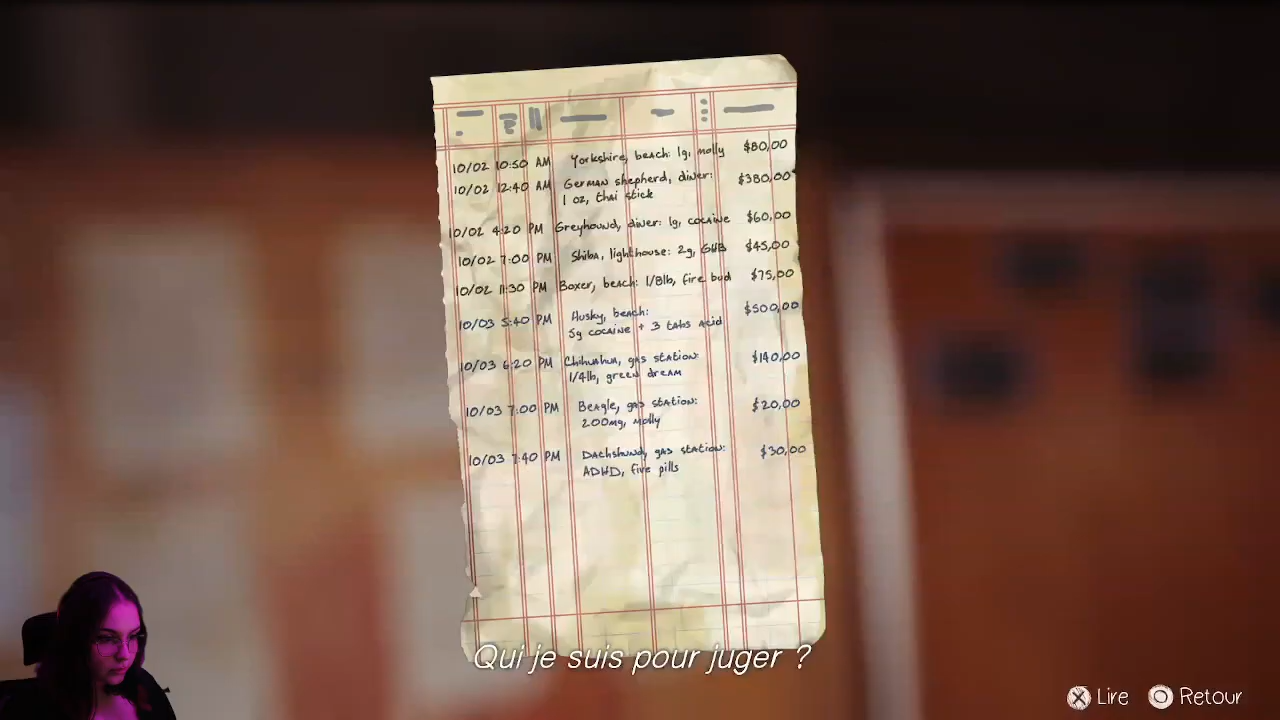 10/02 10:50 AM Yorkshire, beach: 1g, molly $80,00
10/02 12:40 AM German shepherd, diner: $380,00
1 oz, thai stick
10/02 4:20 PM Greyhound, diner: 1g, cocaine $60,00
10/02 7:00 PM Shiba, lighthouse: 2g, GHB $45,00
10/02 11:30 PM Boxer, beach: 1/8lb, fire bud $75,00
10/03 5:40 PM Husky, beach: $500,00
5g cocaine + 3 tabs acid
10/03 6:20 PM Chihuahua, gas station: $140,00
1/4lb, green dream
10/03 7:00 PM Beagle, gas station: $20,00
200mg, molly
10/03 7:40 PM Dachshund, gas station: $30,00
ADHD, five pills
Qui je suis pour juger ?
Lire Retour